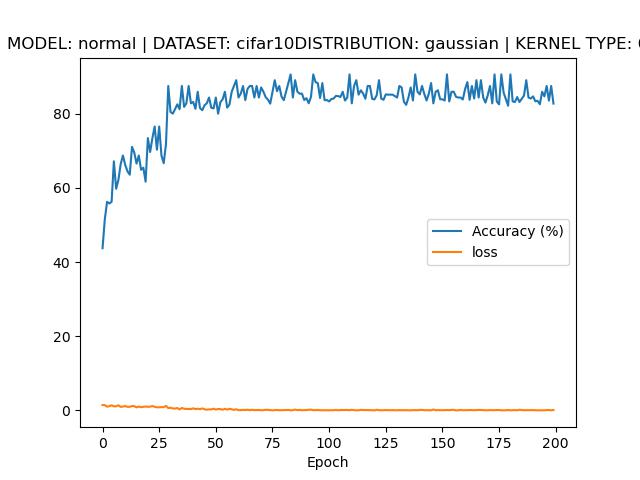 MODEL: normal | DATASET: cifar10DISTRIBUTION: gaussian | KERNEL TYPE:
80
60
40
20
0
Accuracy (%)
loss
0 25 50 75 100 125 150 175 200
Epoch